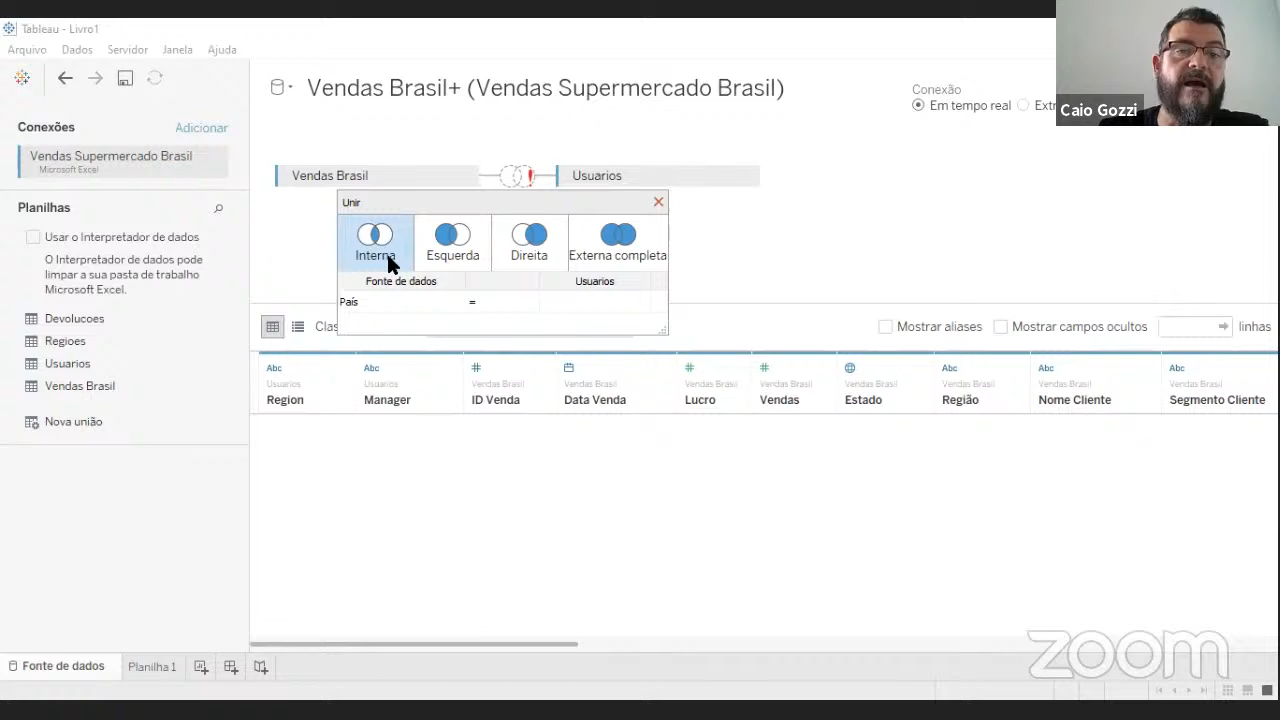 Tableau - Livro1
Arquivo Dados Servidor Janela Ajuda
Conexões Adicionar
Vendas Supermercado Brasil
Microsoft Excel
Planilhas
Usar o Interpretador de dados
O Interpretador de dados pode
limpar a sua pasta de trabalho
Microsoft Excel.
Devolucoes
Regioes
Usuarios
Vendas Brasil
Nova união
Vendas Brasil+ (Vendas Supermercado Brasil)
Conexão
Em tempo real Extr
Caio Gozzi
Vendas Brasil Usuarios
Unir
Interna Esquerda Direita Externa completa
Fonte de dados Usuarios
País =
Clas
Mostrar aliases Mostrar campos ocultos linhas
Abc Abc # # # Abc Abc Abc
Usuarios Usuarios Vendas Brasil Vendas Brasil Vendas Brasil Vendas Brasil Vendas Brasil Vendas Brasil Vendas Brasil Vendas Brasil
Region Manager ID Venda Data Venda Lucro Vendas Estado Região Nome Cliente Segmento Cliente
zoom
Fonte de dados Planilha 1